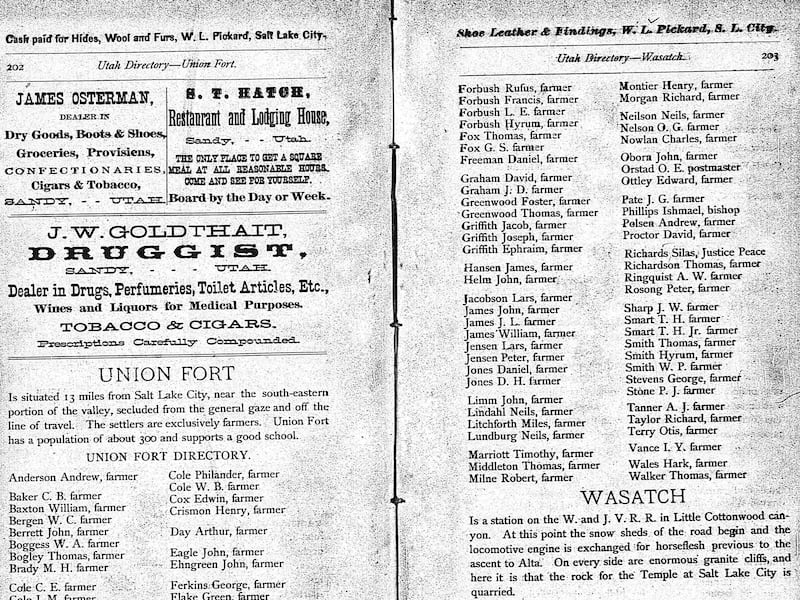 Cash paid for Hides, Wool and Furs, W. L. Pickard, Salt Lake City.
202
Utah Directory—Union Fort.
JAMES OSTERMAN,
DEALER IN
Dry Goods, Boots & Shoes,
Groceries, Provisiens,
CONFECTIONARIES,
Cigars & Tobacco,
SANDY, - - UTAH.
S. T. HATCH,
Restaurant and Lodging House,
Sandy, - - Utah.
THE ONLY PLACE TO GET A SQUARE
MEAL AT ALL REASONABLE HOURS.
COME AND SEE FOR YOURSELF.
Board by the Day or Week.
J. W. GOLDTHAIT,
DRUGGIST,
SANDY, - - - UTAH.
Dealer in Drugs, Perfumeries, Toilet Articles, Etc.,
Wines and Liquors for Medical Purposes.
TOBACCO & CIGARS.
Prescriptions Carefully Compounded.
UNION FORT
Is situated 13 miles from Salt Lake City, near the south-eastern
portion of the valley, secluded from the general gaze and off the
line of travel. The settlers are exclusively farmers. Union Fort
has a population of about 300 and supports a good school.
UNION FORT DIRECTORY.
Anderson Andrew, farmer
Baker C. B. farmer
Baxton William, farmer
Bergen W. C. farmer
Berrett John, farmer
Boggess W. A. farmer
Bogley Thomas, farmer
Brady M. H. farmer
Cole C. E. farmer
Cole J. M. farmer
Cole Philander, farmer
Cole W. B. farmer
Cox Edwin, farmer
Crismon Henry, farmer
Day Arthur, farmer
Eagle John, farmer
Ehngreen John, farmer
Ferkins George, farmer
Flake Green, farmer
Shoe Leather & Findings, W. L. Pickard, S. L. City.
Utah Directory—Wasatch.
203
Forbush Rufus, farmer
Forbush Francis, farmer
Forbush L. E. farmer
Forbush Hyrum, farmer
Fox Thomas, farmer
Fox G. S. farmer
Freeman Daniel, farmer
Graham David, farmer
Graham J. D. farmer
Greenwood Foster, farmer
Greenwood Thomas, farmer
Griffith Jacob, farmer
Griffith Joseph, farmer
Griffith Ephraim, farmer
Hansen James, farmer
Helm John, farmer
Jacobson Lars, farmer
James John, farmer
James J. L. farmer
James William, farmer
Jensen Lars, farmer
Jensen Peter, farmer
Jones Daniel, farmer
Jones D. H. farmer
Limm John, farmer
Lindahl Neils, farmer
Litchforth Miles, farmer
Lundburg Neils, farmer
Marriott Timothy, farmer
Middleton Thomas, farmer
Milne Robert, farmer
Montier Henry, farmer
Morgan Richard, farmer
Neilson Neils, farmer
Nelson O. G. farmer
Nowlan Charles, farmer
Oborn John, farmer
Orstad O. E. postmaster
Ottley Edward, farmer
Pate J. G. farmer
Phillips Ishmael, bishop
Polsen Andrew, farmer
Proctor David, farmer
Richards Silas, Justice Peace
Richardson Thomas, farmer
Ringquist A. W. farmer
Rosong Peter, farmer
Sharp J. W. farmer
Smart T. H. farmer
Smart T. H. Jr. farmer
Smith Thomas, farmer
Smith Hyrum, farmer
Smith W. P. farmer
Stevens George, farmer
Stone P. J. farmer
Tanner A. J. farmer
Taylor Richard, farmer
Terry Otis, farmer
Vance I. Y. farmer
Wales Hark, farmer
Walker Thomas, farmer
WASATCH
Is a station on the W. and J. V. R. R. in Little Cottonwood can-
yon. At this point the snow sheds of the road begin and the
locomotive engine is exchanged for horseflesh previous to the
ascent to Alta. On every side are enormous granite cliffs, and
here it is that the rock for the Temple at Salt Lake City is
quarried.